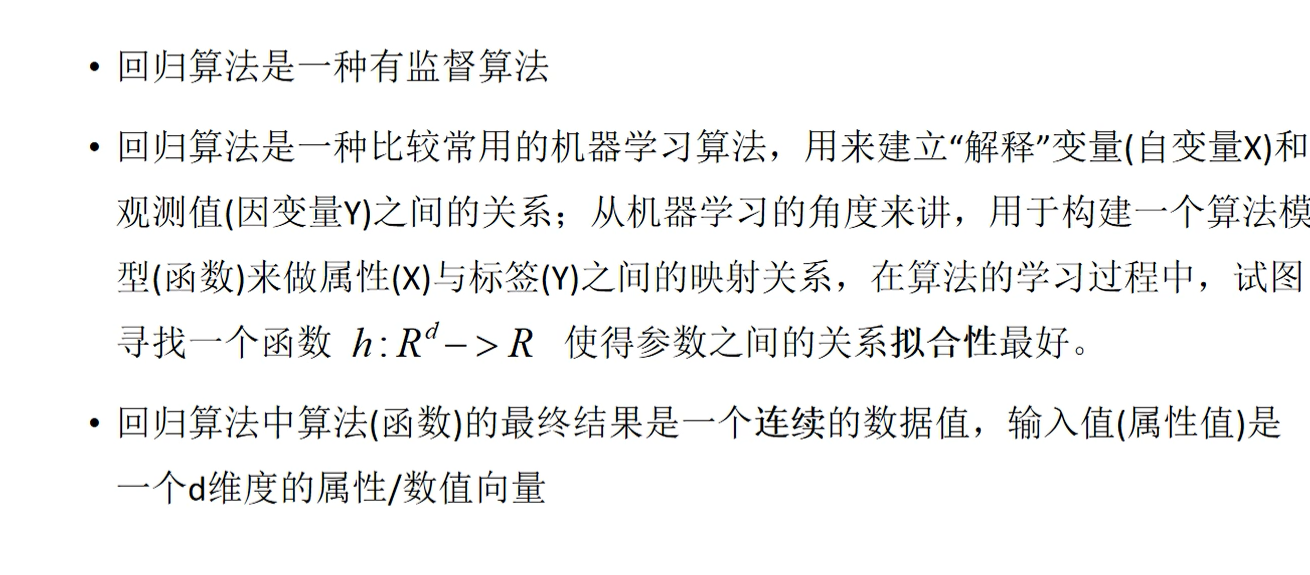 • 回归算法是一种有监督算法
• 回归算法是一种比较常用的机器学习算法，用来建立“解释”变量(自变量X)和
观测值(因变量Y)之间的关系；从机器学习的角度来讲，用于构建一个算法模
型(函数)来做属性(X)与标签(Y)之间的映射关系，在算法的学习过程中，试图
寻找一个函数 h : R^d −> R 使得参数之间的关系拟合性最好。
• 回归算法中算法(函数)的最终结果是一个连续的数据值，输入值(属性值)是
一个d维度的属性/数值向量